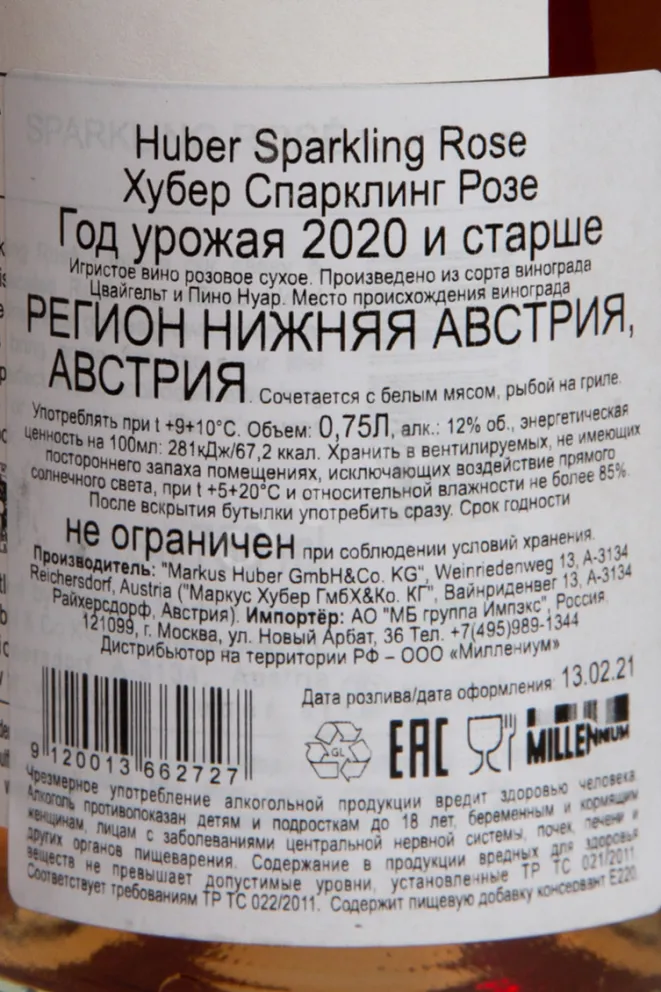 Huber Sparkling Rose
Хубер Спарклинг Розе
Год урожая 2020 и старше
Игристое вино розовое сухое. Произведено из сорта винограда
Цвайгельт и Пино Нуар. Место происхождения винограда
РЕГИОН НИЖНЯЯ АВСТРИЯ,
АВСТРИЯ. Сочетается с белым мясом, рыбой на гриле.
Употреблять при t +9+10°C. Объем: 0,75Л, алк.: 12% об., энергетическая
ценность на 100мл: 281кДж/67,2 ккал. Хранить в вентилируемых, не имеющих
постороннего запаха помещениях, исключающих воздействие прямого
солнечного света, при t +5+20°C и относительной влажности не более 85%.
После вскрытия бутылки употребить сразу. Срок годности
не ограничен при соблюдении условий хранения.
Производитель: "Markus Huber GmbH&Co. KG", Weinriedenweg 13, A-3134
Reichersdorf, Austria ("Маркус Хубер ГмбХ&Ко. КГ", Вайнриденвег 13, А-3134
Райхерсдорф, Австрия). Импортёр: АО "МБ группа Импэкс", Россия,
121099, г. Москва, ул. Новый Арбат, 36 Тел. +7(495)989-1344
Дистрибьютор на территории РФ – ООО «Миллениум»
Дата розлива/дата оформления: 13.02.21
9 120013 662727
GL
EAC
MILLENNIUM
Чрезмерное употребление алкогольной продукции вредит здоровью человека.
Алкоголь противопоказан детям и подросткам до 18 лет, беременным и кормящим
женщинам, лицам с заболеваниями центральной нервной системы, почек, печени и
других органов пищеварения. Содержание в продукции вредных для здоровья
веществ не превышает допустимые уровни, установленные ТР ТС 021/2011.
Соответствует требованиям ТР ТС 022/2011. Содержит пищевую добавку консервант Е220.